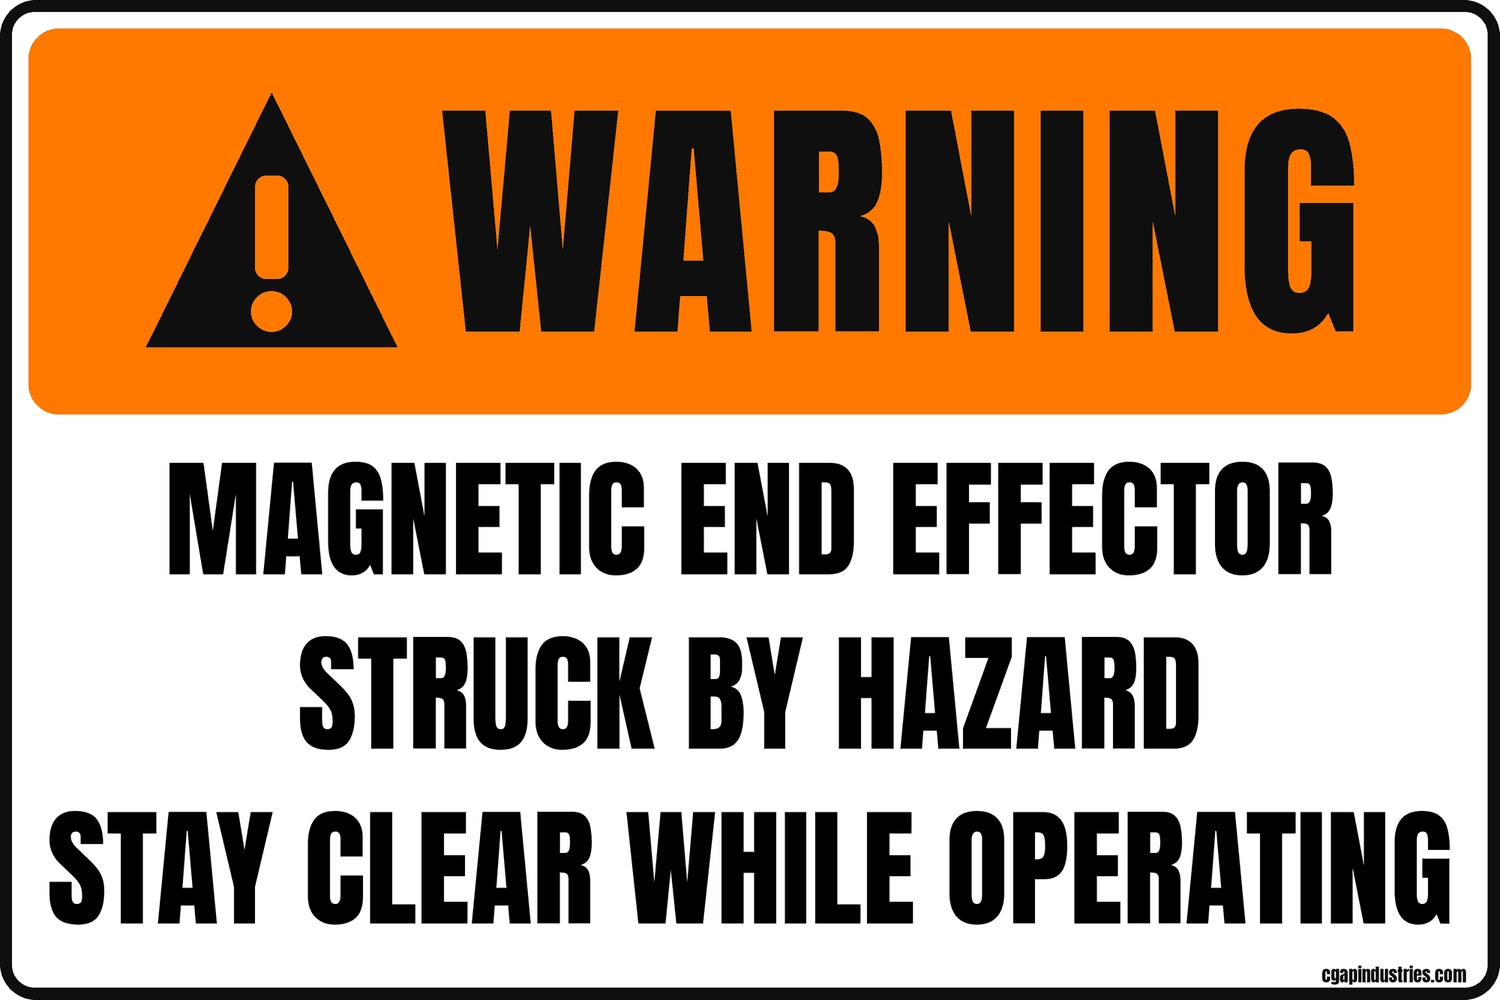 WARNING
MAGNETIC END EFFECTOR
STRUCK BY HAZARD
STAY CLEAR WHILE OPERATING
cgapindustries.com